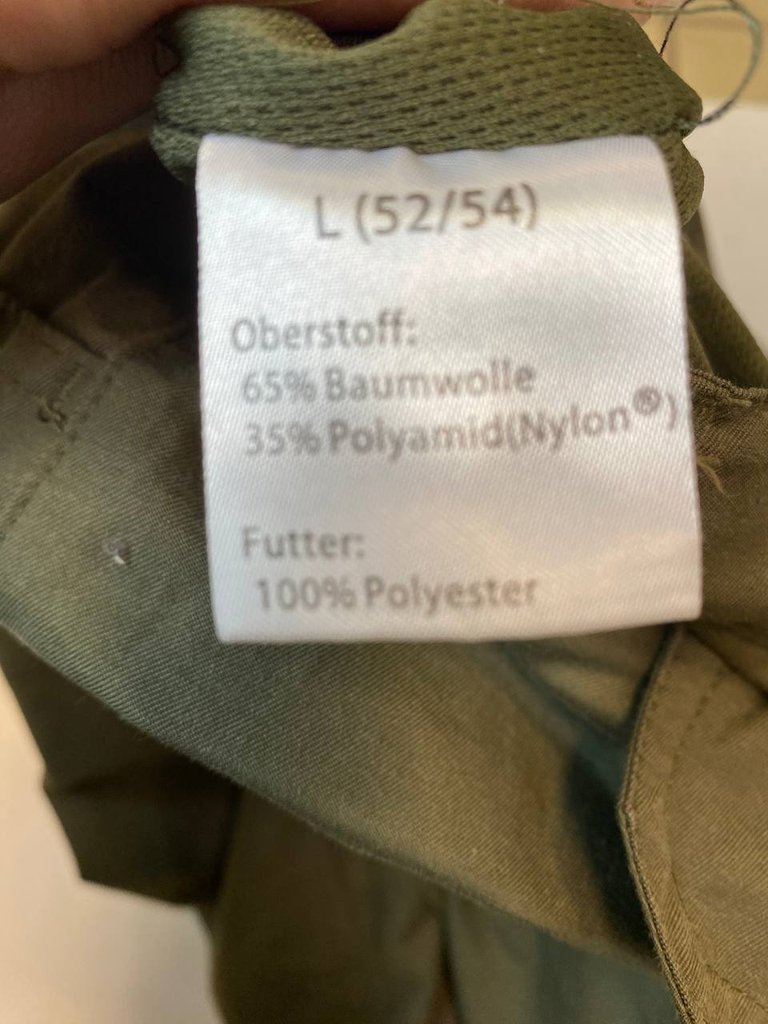 L (52/54)
Oberstoff:
65% Baumwolle
35% Polyamid(Nylon®)
Futter:
100% Polyester